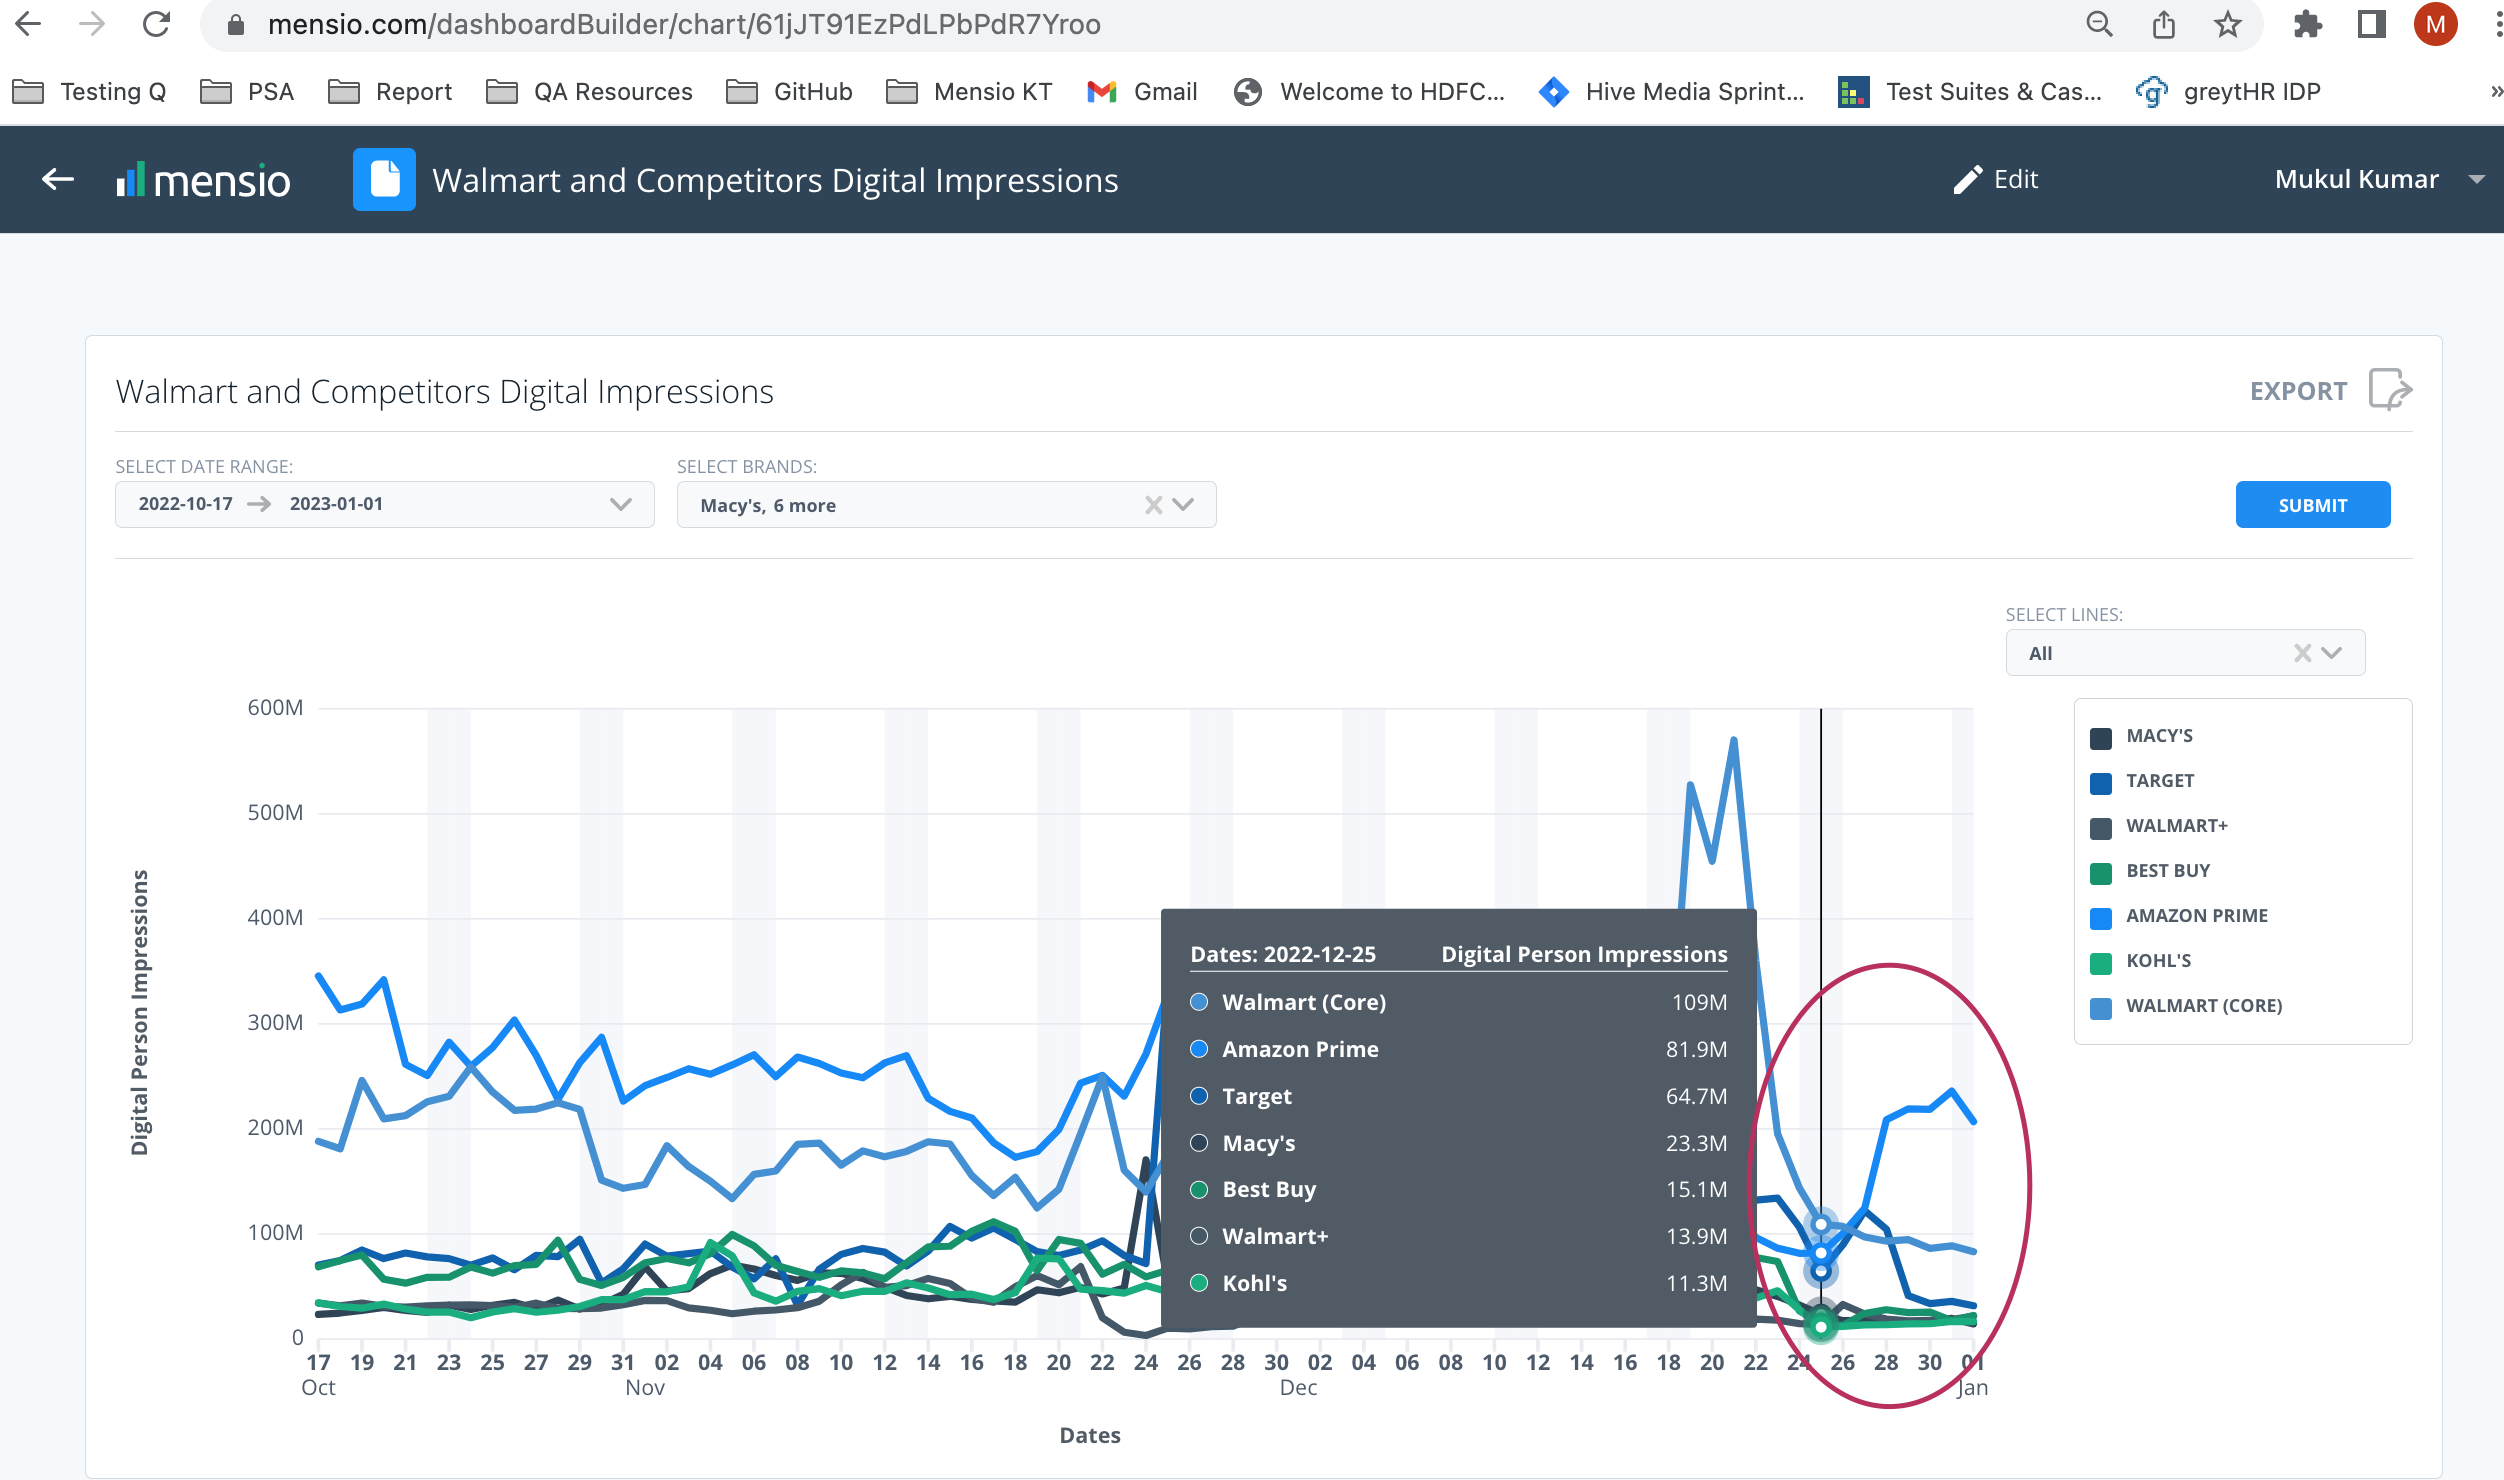 mensio.com/dashboardBuilder/chart/61jJT91EzPdLPbPdR7Yroo
M
Testing Q PSA Report QA Resources GitHub Mensio KT Gmail Welcome to HDFC... Hive Media Sprint... Test Suites & Cas... greytHR IDP »
mensio Walmart and Competitors Digital Impressions Edit Mukul Kumar
Walmart and Competitors Digital Impressions EXPORT
SELECT DATE RANGE: SELECT BRANDS:
2022-10-17 → 2023-01-01 Macy's, 6 more SUBMIT
SELECT LINES:
All
600M
500M
400M
300M
200M
100M
0
Digital Person Impressions
MACY'S
TARGET
WALMART+
BEST BUY
AMAZON PRIME
KOHL'S
WALMART (CORE)
Dates: 2022-12-25 Digital Person Impressions
Walmart (Core) 109M
Amazon Prime 81.9M
Target 64.7M
Macy's 23.3M
Best Buy 15.1M
Walmart+ 13.9M
Kohl's 11.3M
17 19 21 23 25 27 29 31 02 04 06 08 10 12 14 16 18 20 22 24 26 28 30 02 04 06 08 10 12 14 16 18 20 22 24 26 28 30 01
Oct Nov Dec Jan
Dates